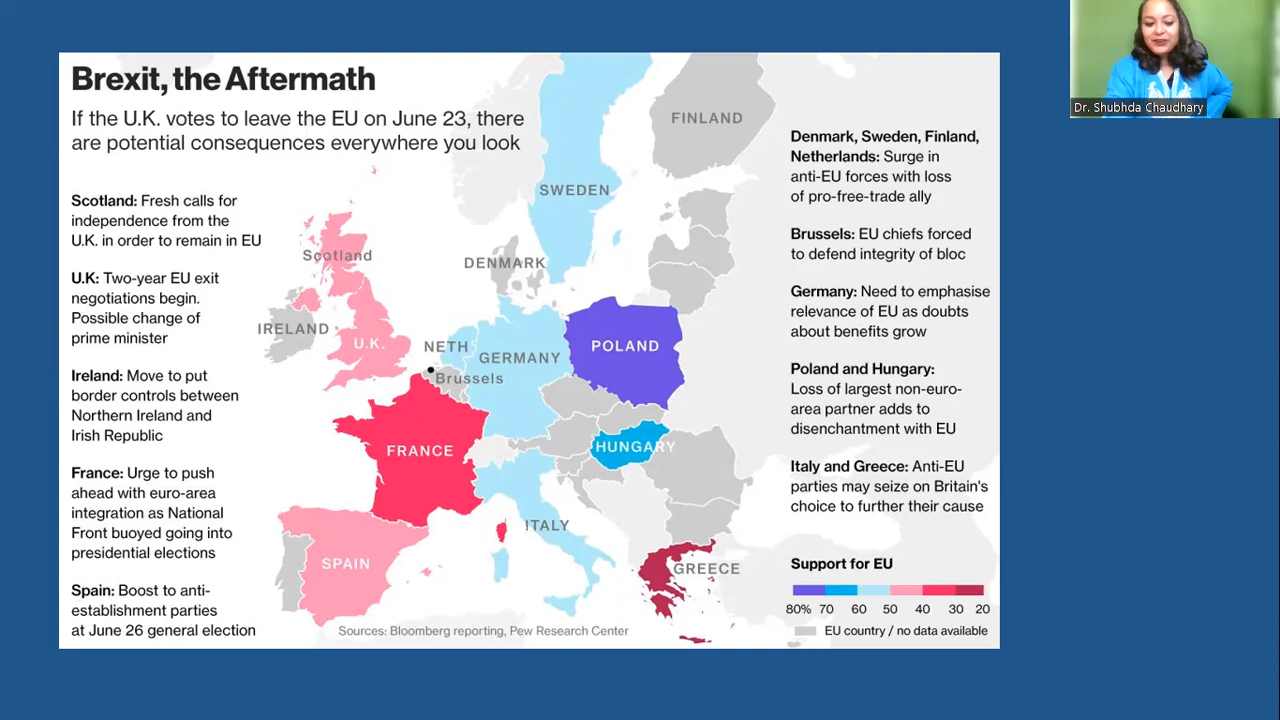 Brexit, the Aftermath
If the U.K. votes to leave the EU on June 23, there
are potential consequences everywhere you look
Scotland: Fresh calls for
independence from the
U.K. in order to remain in EU
U.K: Two-year EU exit
negotiations begin.
Possible change of
prime minister
Ireland: Move to put
border controls between
Northern Ireland and
Irish Republic
France: Urge to push
ahead with euro-area
integration as National
Front buoyed going into
presidential elections
Spain: Boost to anti-
establishment parties
at June 26 general election
FINLAND
SWEDEN
Scotland
DENMARK
IRELAND
U.K.
NETH
GERMANY
POLAND
Brussels
FRANCE
HUNGARY
ITALY
SPAIN
GREECE
Sources: Bloomberg reporting, Pew Research Center
Denmark, Sweden, Finland,
Netherlands: Surge in
anti-EU forces with loss
of pro-free-trade ally
Brussels: EU chiefs forced
to defend integrity of bloc
Germany: Need to emphasise
relevance of EU as doubts
about benefits grow
Poland and Hungary:
Loss of largest non-euro-
area partner adds to
disenchantment with EU
Italy and Greece: Anti-EU
parties may seize on Britain's
choice to further their cause
Support for EU
80% 70 60 50 40 30 20
EU country / no data available
Dr. Shubhda Chaudhary